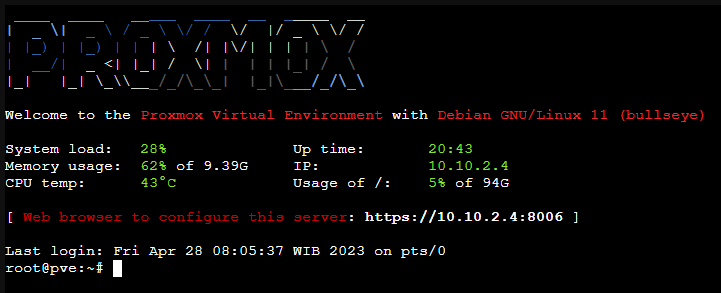 PROXMOX
Welcome to the Proxmox Virtual Environment with Debian GNU/Linux 11 (bullseye)
System load: 28% Up time: 20:43
Memory usage: 62% of 9.39G IP: 10.10.2.4
CPU temp: 43°C Usage of /: 5% of 94G
[ Web browser to configure this server: https://10.10.2.4:8006 ]
Last login: Fri Apr 28 08:05:37 WIB 2023 on pts/0
root@pve:~#